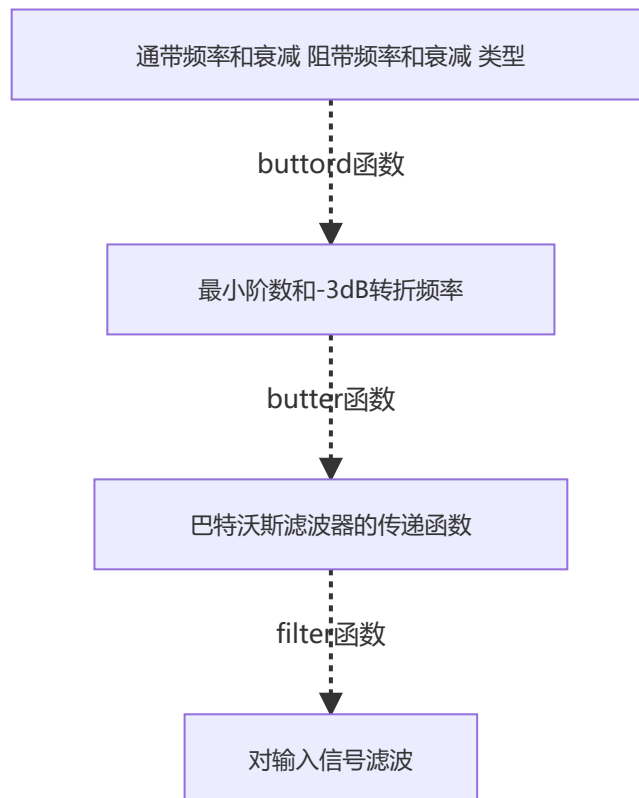 通带频率和衰减 阻带频率和衰减 类型
buttord函数
最小阶数和-3dB转折频率
butter函数
巴特沃斯滤波器的传递函数
filter函数
对输入信号滤波